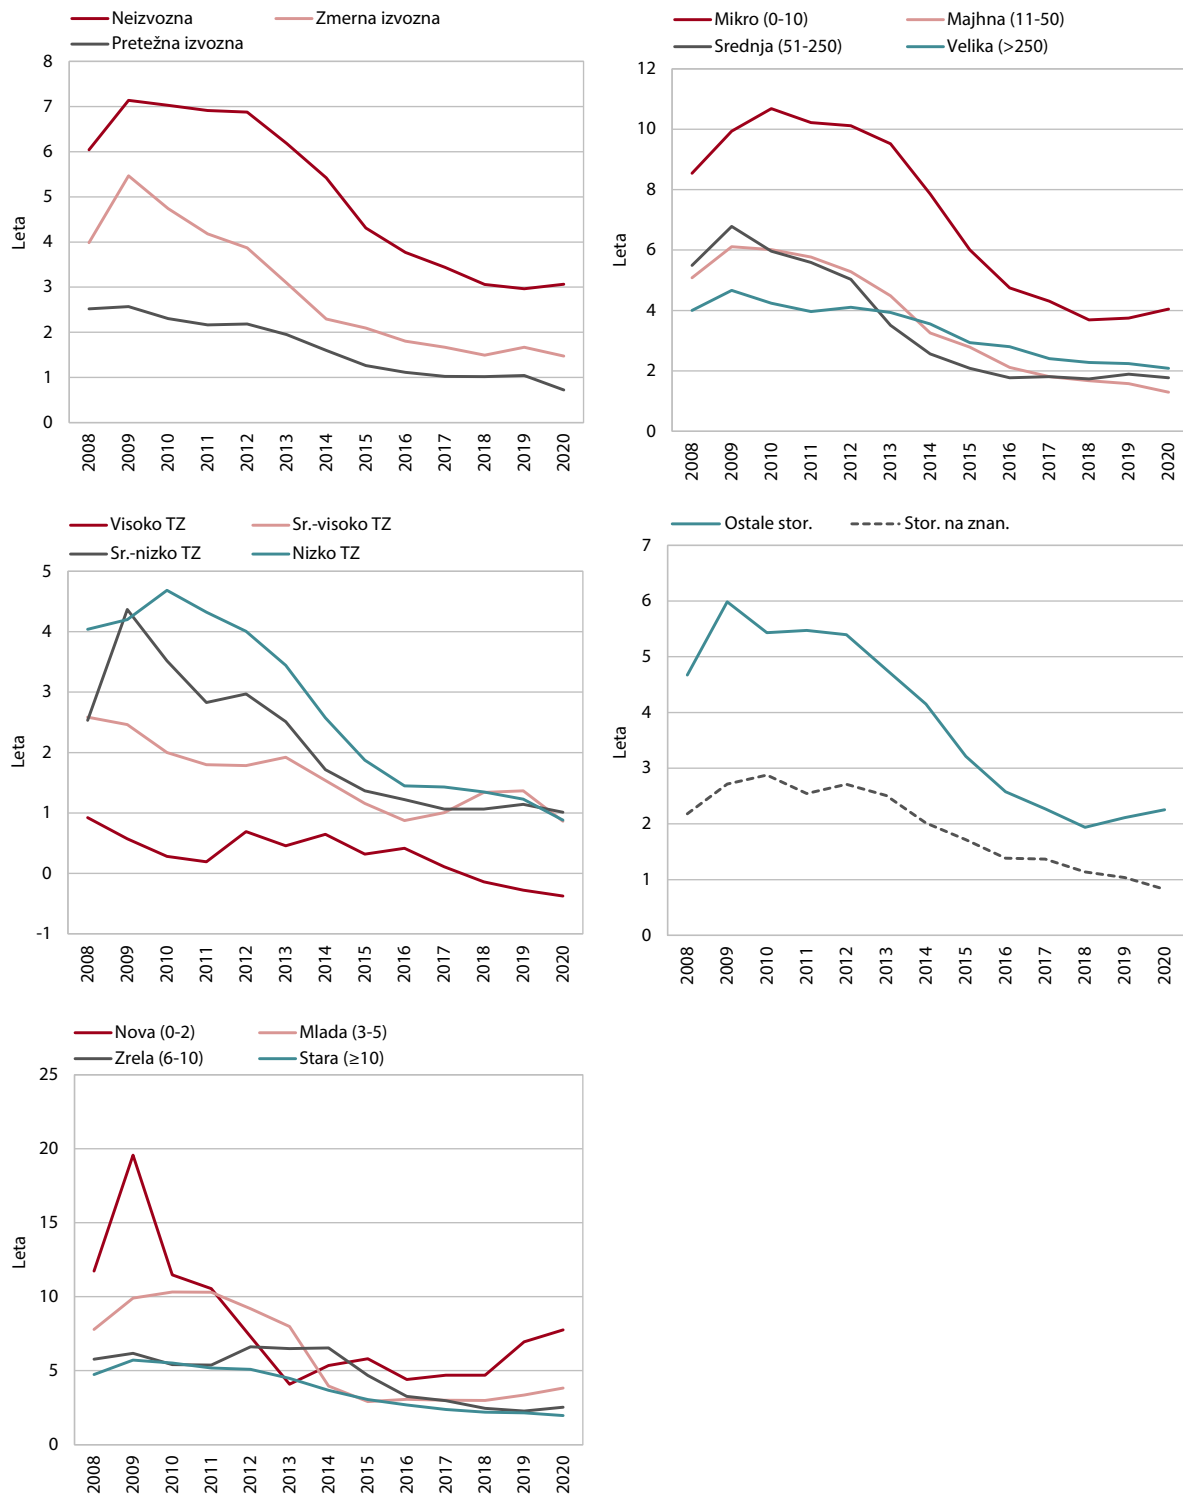 Neizvozna Zmerna izvozna
Pretežna izvozna
Leta
8
7
6
5
4
3
2
1
0
2008 2009 2010 2011 2012 2013 2014 2015 2016 2017 2018 2019 2020
Mikro (0-10) Majhna (11-50)
Srednja (51-250) Velika (>250)
Leta
12
10
8
6
4
2
0
2008 2009 2010 2011 2012 2013 2014 2015 2016 2017 2018 2019 2020
Visoko TZ Sr.-visoko TZ
Sr.-nizko TZ Nizko TZ
Leta
5
4
3
2
1
0
-1
2008 2009 2010 2011 2012 2013 2014 2015 2016 2017 2018 2019 2020
Ostale stor. Stor. na znan.
Leta
7
6
5
4
3
2
1
0
2008 2009 2010 2011 2012 2013 2014 2015 2016 2017 2018 2019 2020
Nova (0-2) Mlada (3-5)
Zrela (6-10) Stara (≥10)
Leta
25
20
15
10
5
0
2008 2009 2010 2011 2012 2013 2014 2015 2016 2017 2018 2019 2020